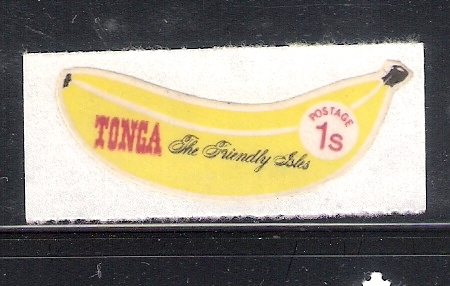 TONGA The Friendly Isles
POSTAGE
1s